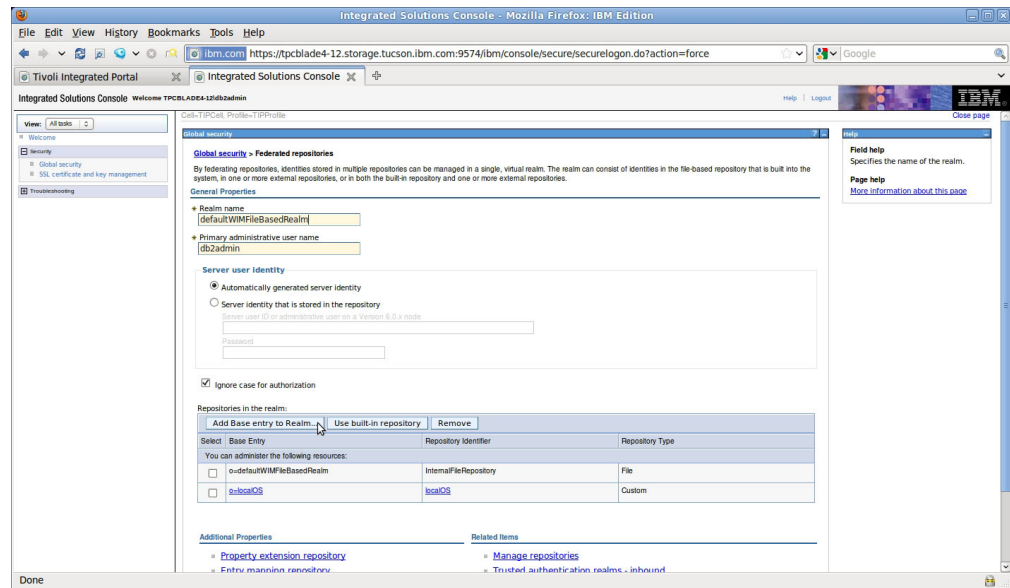 Integrated Solutions Console - Mozilla Firefox: IBM Edition
File Edit View History Bookmarks Tools Help
ibm.com https://tpcblade4-12.storage.tucson.ibm.com:9574/ibm/console/secure/securelogon.do?action=force
Google
Tivoli Integrated Portal
Integrated Solutions Console
Integrated Solutions Console Welcome TPCBLADE4-12\db2admin
Help | Logout
IBM
View: All tasks
Welcome
Security
Global security
SSL certificate and key management
Troubleshooting
Cell=TIPCell, Profile=TIPProfile
Close page
Global security
? -
Global security > Federated repositories
By federating repositories, identities stored in multiple repositories can be managed in a single, virtual realm. The realm can consist of identities in the file-based repository that is built into the
system, in one or more external repositories, or in both the built-in repository and one or more external repositories.
General Properties
Realm name
defaultWIMFileBasedRealm
Primary administrative user name
db2admin
Server user identity
Automatically generated server identity
Server identity that is stored in the repository
Server user ID or administrative user on a Version 6.0.x node
Password
Ignore case for authorization
Repositories in the realm:
Add Base entry to Realm... Use built-in repository Remove
Select Base Entry Repository Identifier Repository Type
You can administer the following resources:
o=defaultWIMFileBasedRealm InternalFileRepository File
o=localOS localOS Custom
Additional Properties
Property extension repository
Entry mapping repository
Related Items
Manage repositories
Trusted authentication realms - inbound
Help
Field help
Specifies the name of the realm.
Page help
More information about this page
Done